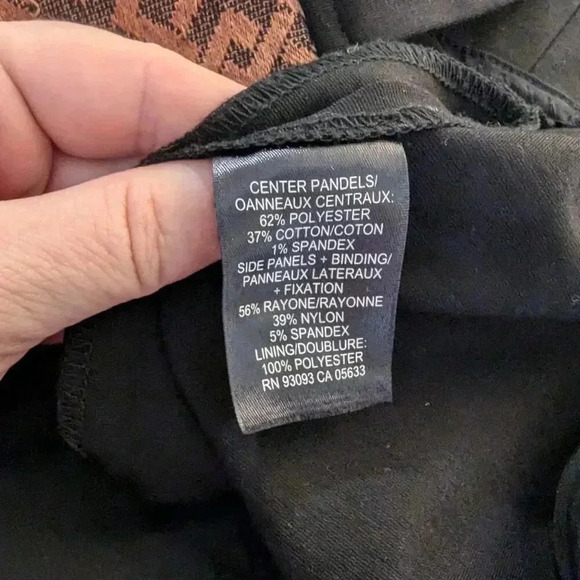 CENTER PANDELS/
OANNEAUX CENTRAUX:
62% POLYESTER
37% COTTON/COTON
1% SPANDEX
SIDE PANELS + BINDING/
PANNEAUX LATERAUX
+ FIXATION
56% RAYONE/RAYONNE
39% NYLON
5% SPANDEX
LINING/DOUBLURE:
100% POLYESTER
RN 93093 CA 05633